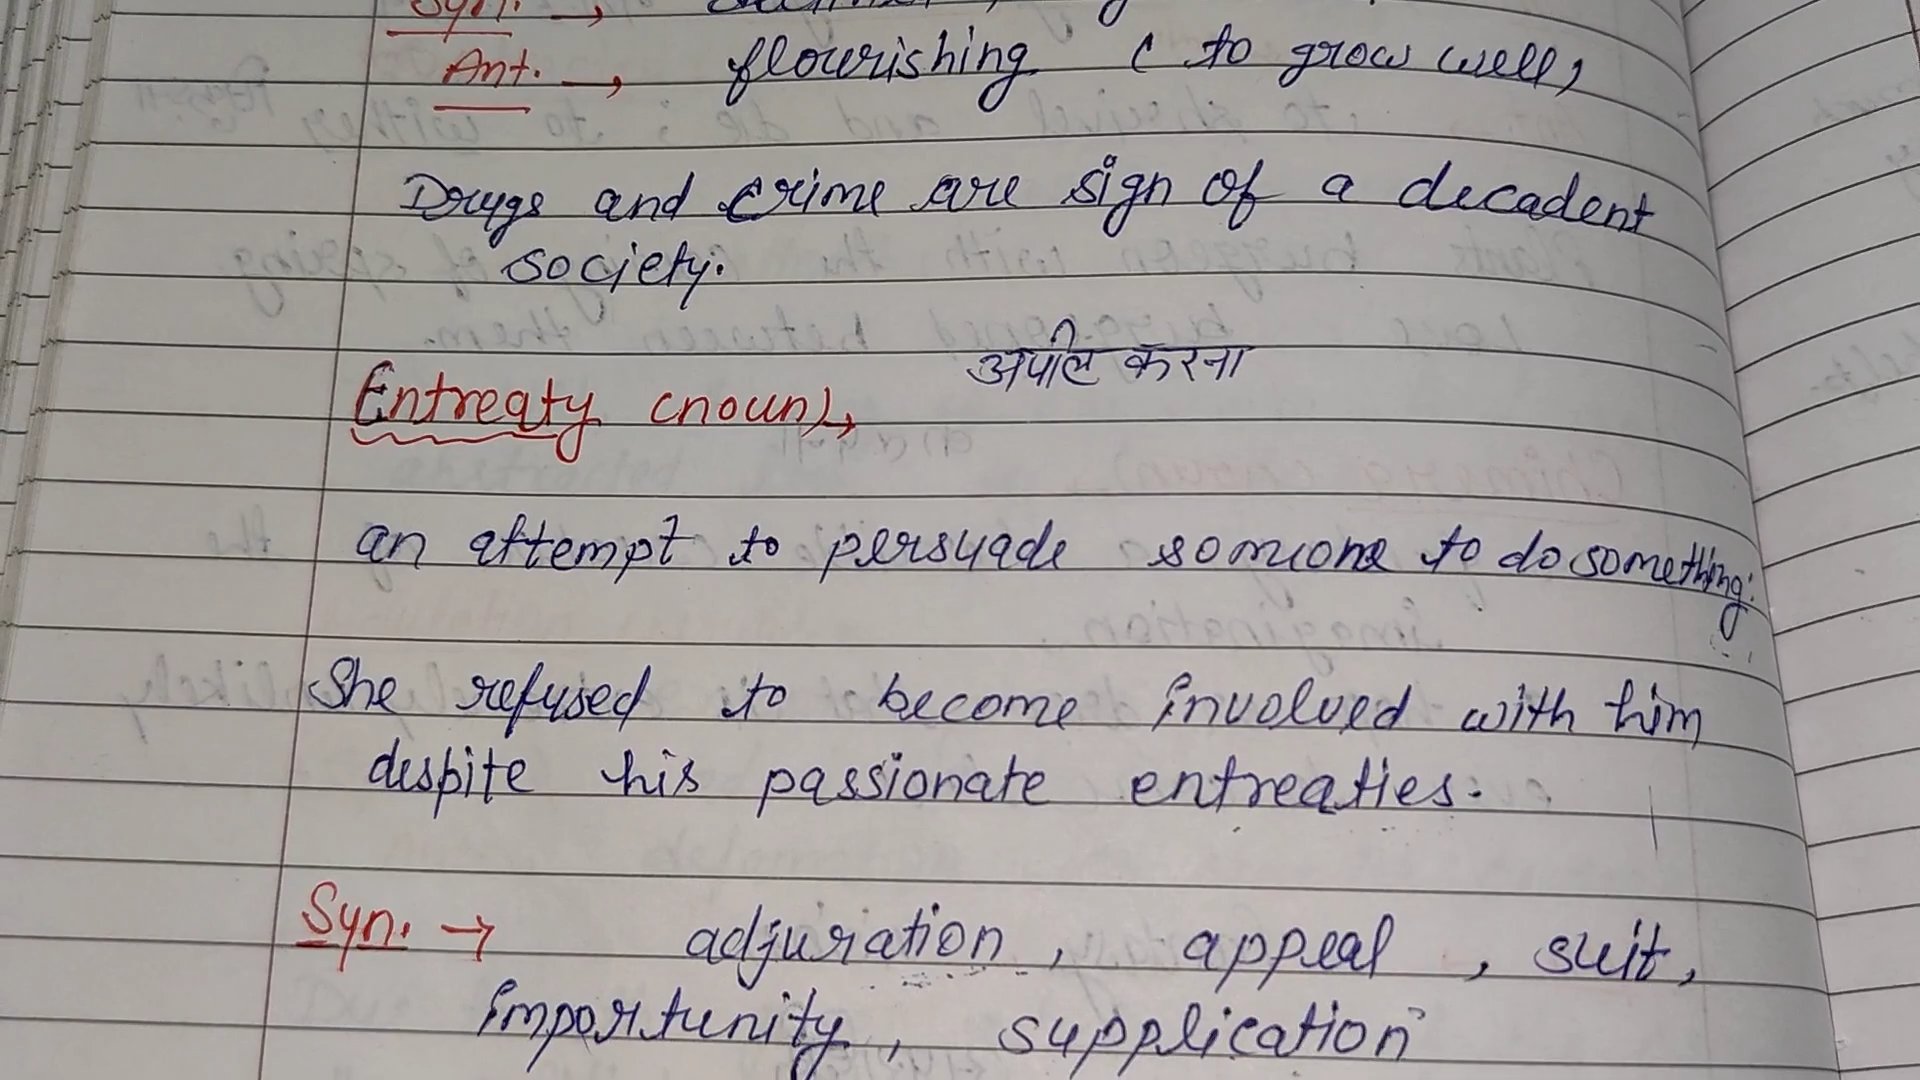 Syn. →
Ant. → flourishing ( to grow well,
Drugs and crime are sign of a decadent
society.
अपील करना
Entreaty (noun) →
an attempt to persuade someone to do something.
She refused to become involved with him
despite his passionate entreaties.
Syn. → adjuration, appeal, suit,
importunity, supplication